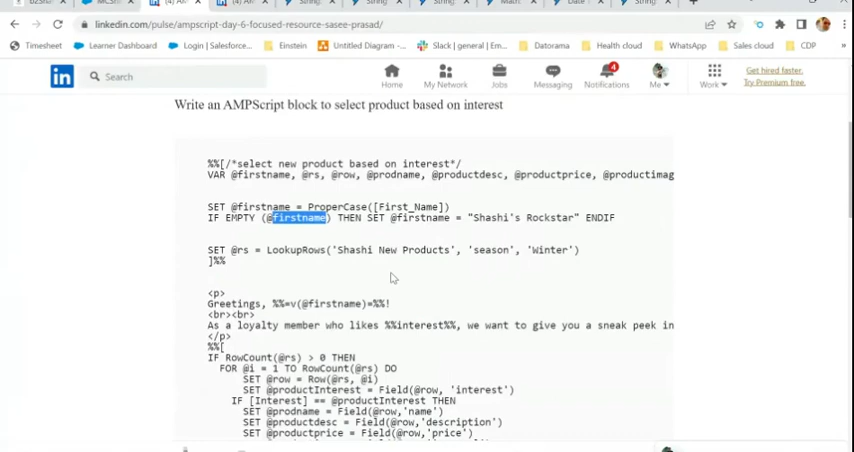 String
String
Math
Date
String
linkedin.com/pulse/ampscript-day-6-focused-resource-sasee-prasad/
Timesheet
Learner Dashboard
Login | Salesforce...
Einstein
Untitled Diagram -...
Slack | general | Em...
Datorama
Health cloud
WhatsApp
Sales cloud
CDP
in
Search
4
Home
My Network
Jobs
Messaging
Notifications
Me
Work
Get hired faster.
Try Premium free.
Write an AMPScript block to select product based on interest
%%[/*select new product based on interest*/
VAR @firstname, @rs, @row, @prodname, @productdesc, @productprice, @productimag
SET @firstname = ProperCase([First_Name])
IF EMPTY (@firstname) THEN SET @firstname = "Shashi's Rockstar" ENDIF
SET @rs = LookupRows('Shashi New Products', 'season', 'Winter')
]%%
<p>
Greetings, %%=v(@firstname)=%%!
<br><br>
As a loyalty member who likes %%interest%%, we want to give you a sneak peek in
</p>
%%[
IF RowCount(@rs) > 0 THEN
FOR @i = 1 TO RowCount(@rs) DO
SET @row = Row(@rs, @i)
SET @productInterest = Field(@row, 'interest')
IF [Interest] == @productInterest THEN
SET @prodname = Field(@row,'name')
SET @productdesc = Field(@row,'description')
SET @productprice = Field(@row,'price')